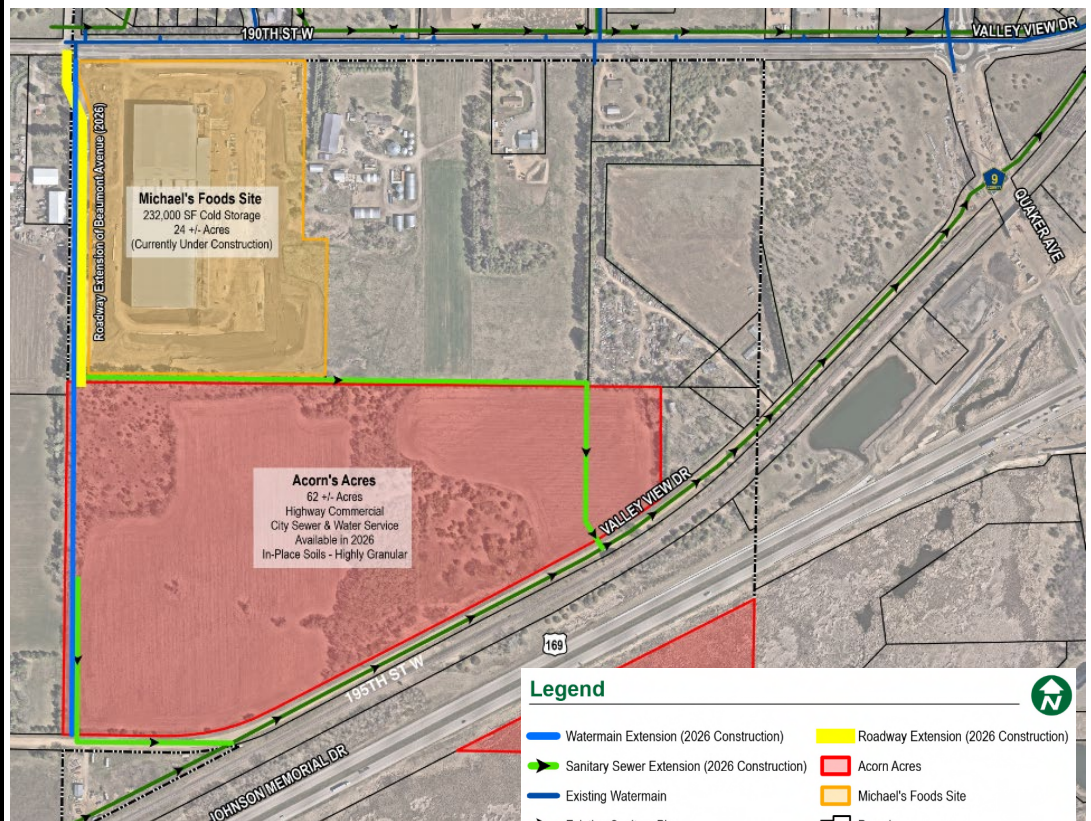 190TH ST W
VALLEY VIEW DR
Roadway Extension of Beaumont Avenue (2026)
Michael's Foods Site
232,000 SF Cold Storage
24 +/- Acres
(Currently Under Construction)
9
COUNTY
QUAKER AVE
Acorn's Acres
62 +/- Acres
Highway Commercial
City Sewer & Water Service
Available in 2026
In-Place Soils - Highly Granular
VALLEY VIEW DR
169
195TH ST W
JOHNSON MEMORIAL DR
Legend
N
Watermain Extension (2026 Construction)
Roadway Extension (2026 Construction)
Sanitary Sewer Extension (2026 Construction)
Acorn Acres
Existing Watermain
Michael's Foods Site